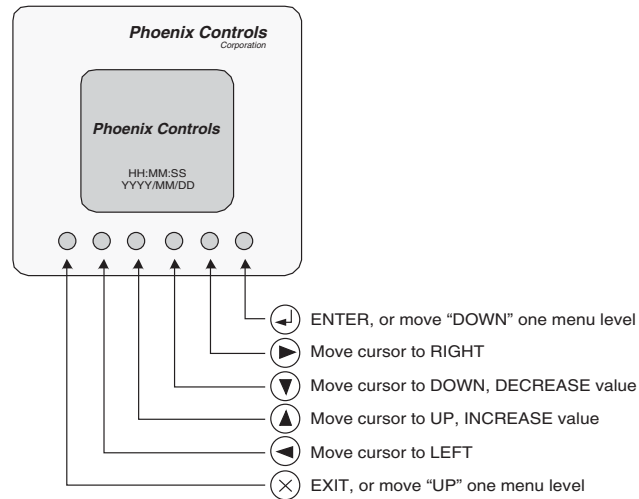 Phoenix Controls
Corporation
Phoenix Controls
HH:MM:SS
YYYY/MM/DD
ENTER, or move “DOWN” one menu level
Move cursor to RIGHT
Move cursor to DOWN, DECREASE value
Move cursor to UP, INCREASE value
Move cursor to LEFT
EXIT, or move “UP” one menu level